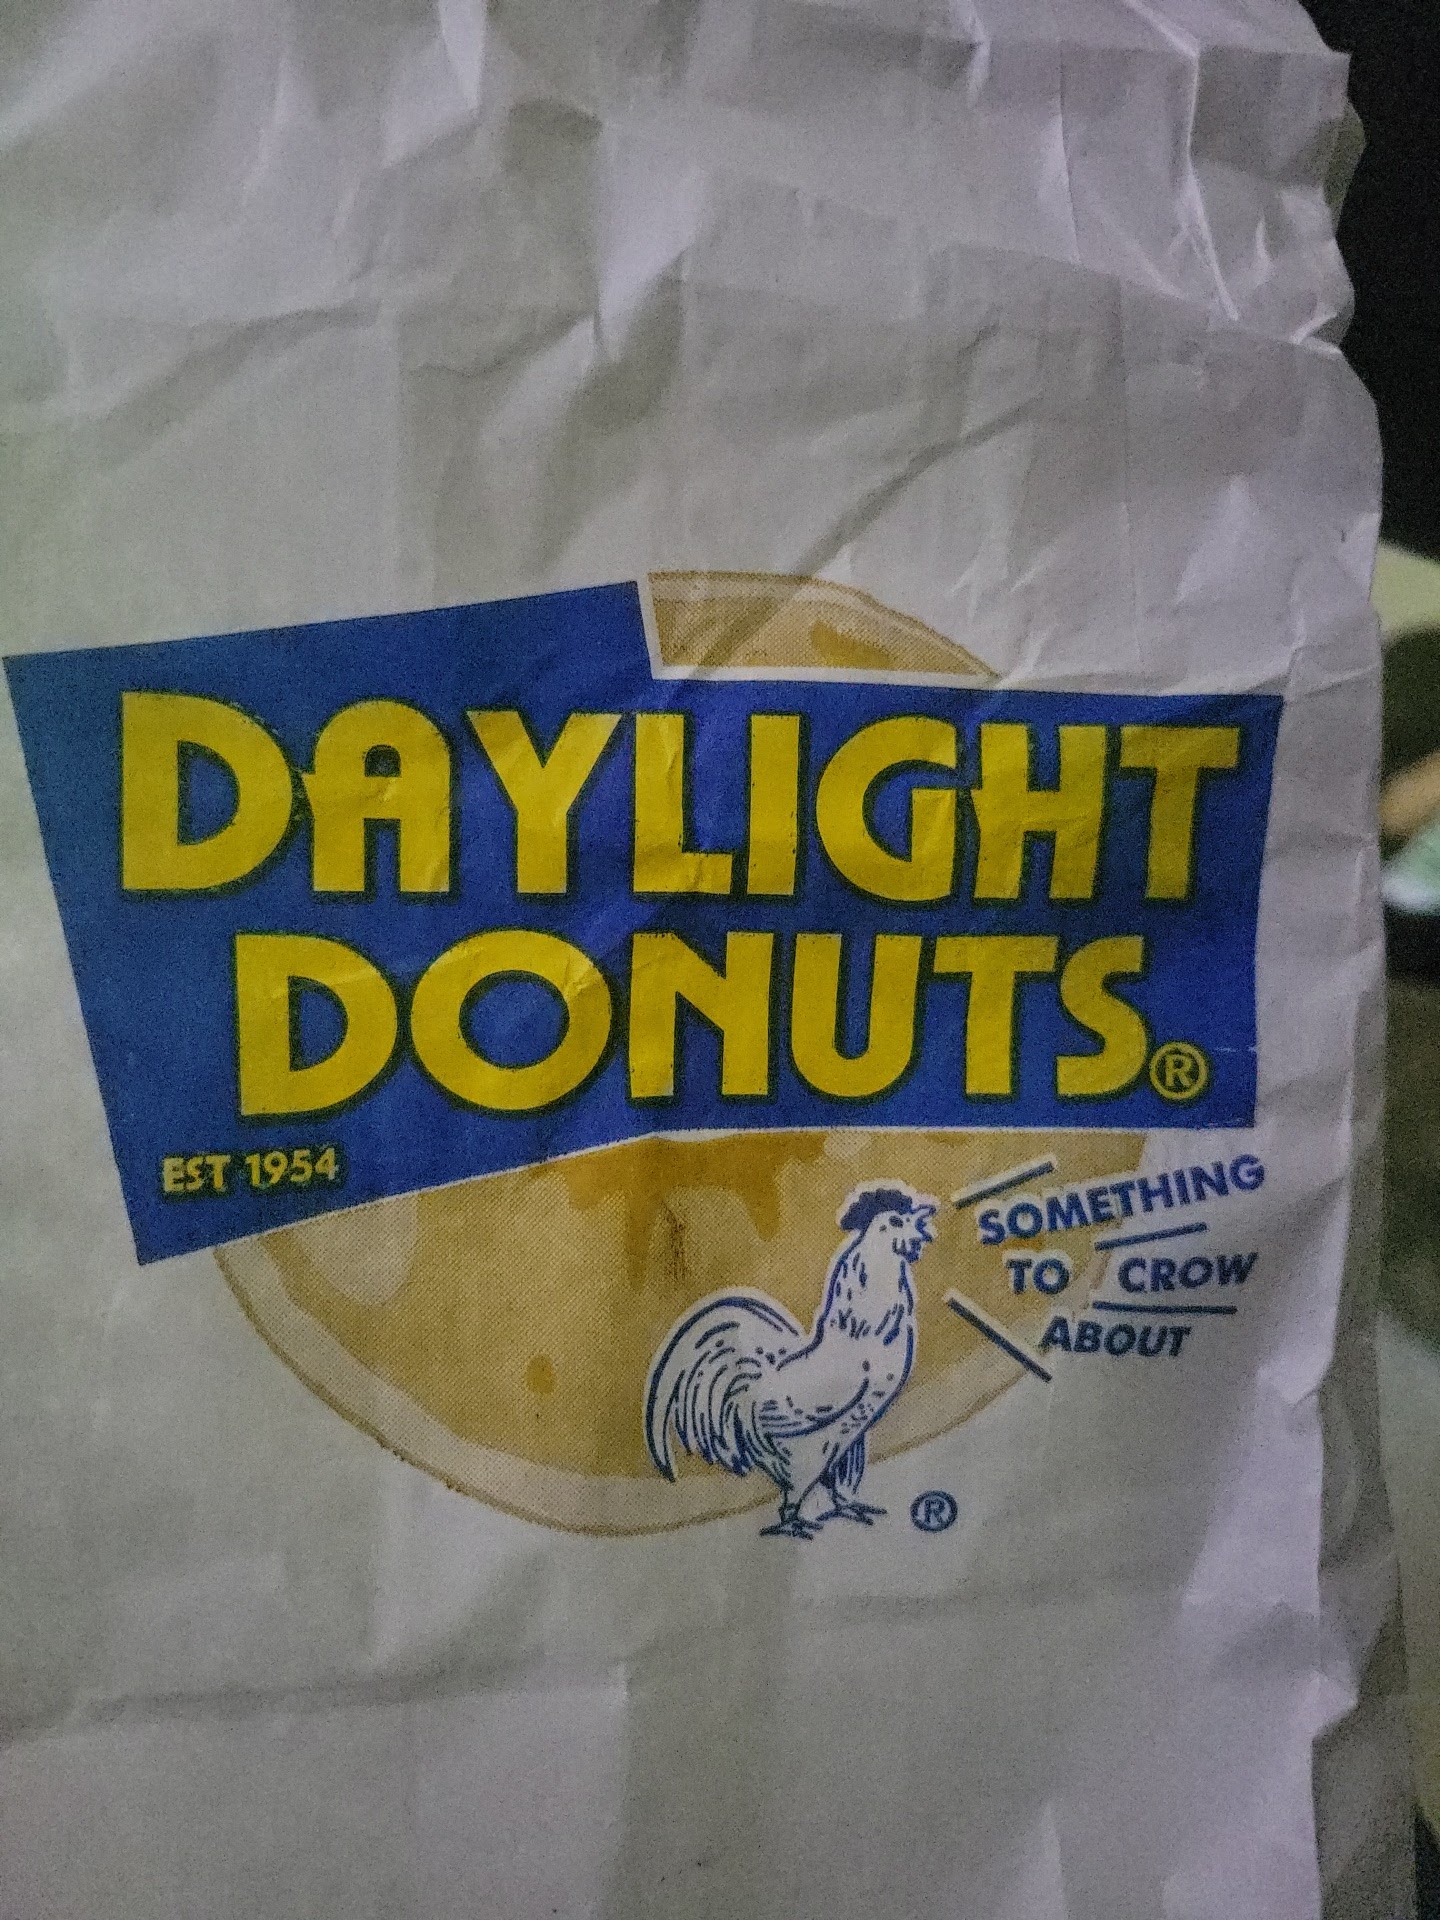 DAYLIGHT
DONUTS®
EST 1954
SOMETHING
TO CROW
ABOUT
®